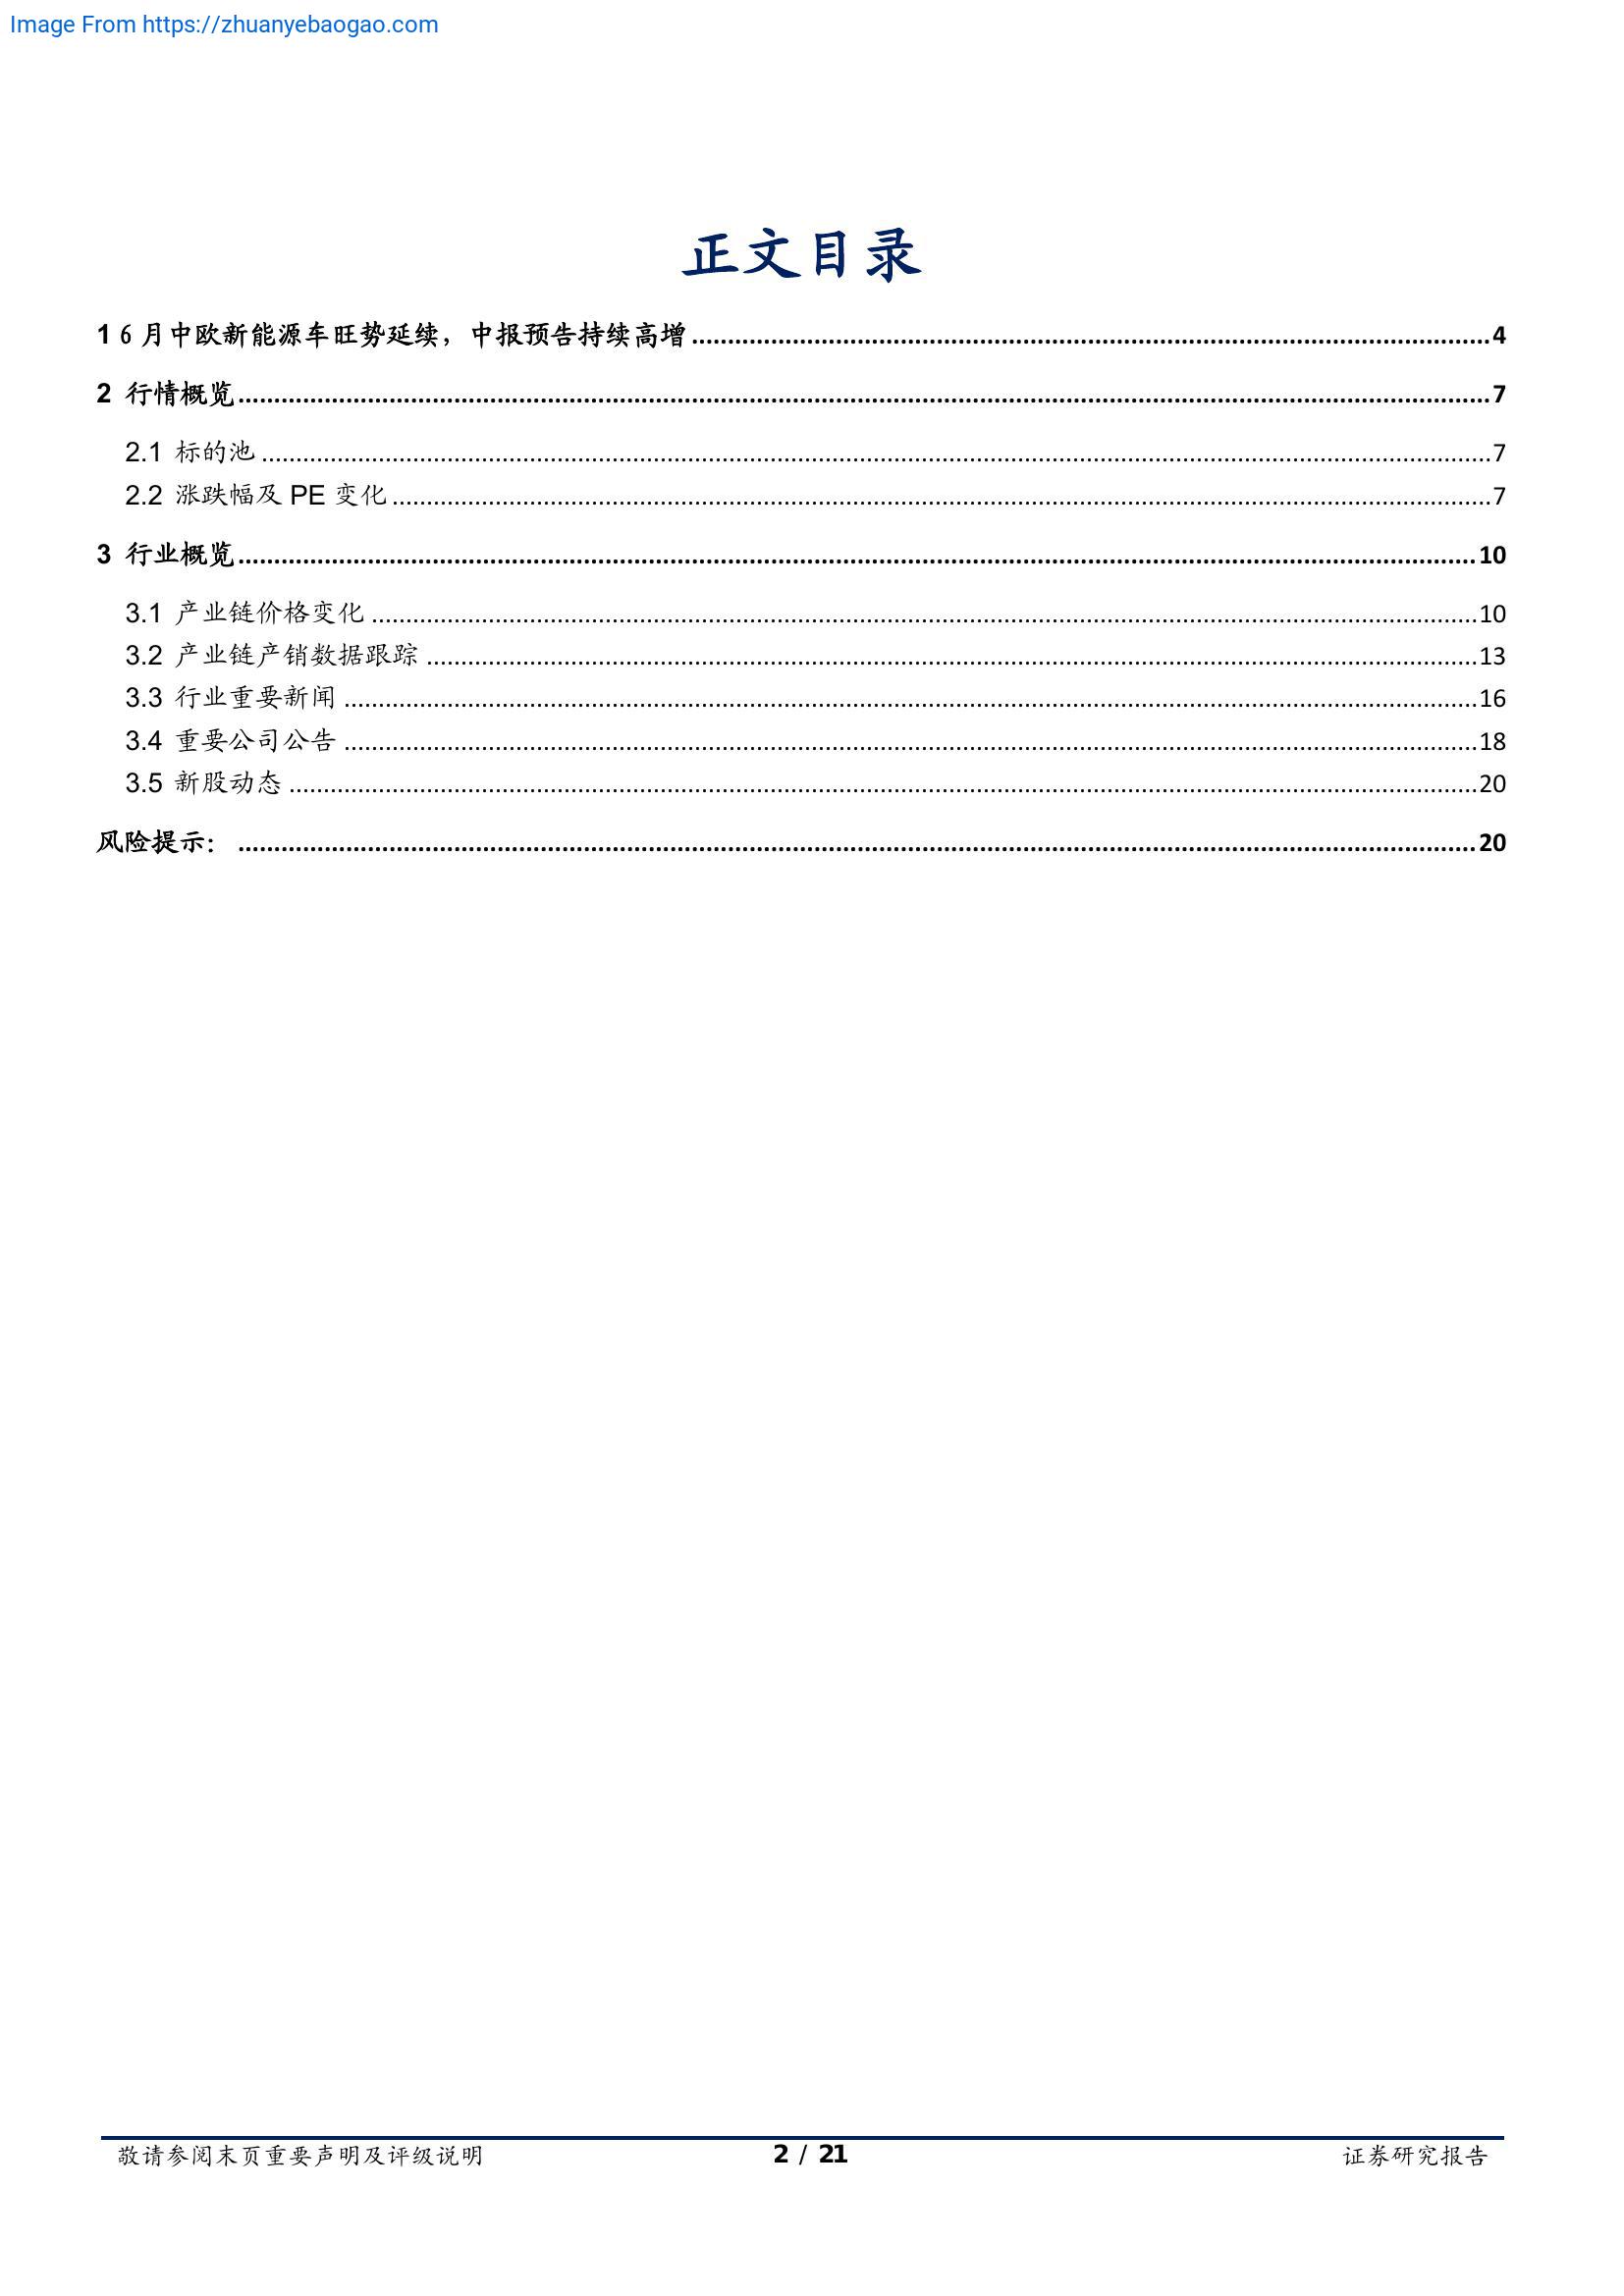 Image From https://zhuanyebaogao.com
正文目录
1 6 月中欧新能源车旺势延续，中报预告持续高增 4
2 行情概览 7
2.1 标的池 7
2.2 涨跌幅及 PE 变化 7
3 行业概览 10
3.1 产业链价格变化 10
3.2 产业链产销数据跟踪 13
3.3 行业重要新闻 16
3.4 重要公司公告 18
3.5 新股动态 20
风险提示： 20
敬请参阅末页重要声明及评级说明 2 / 21 证券研究报告